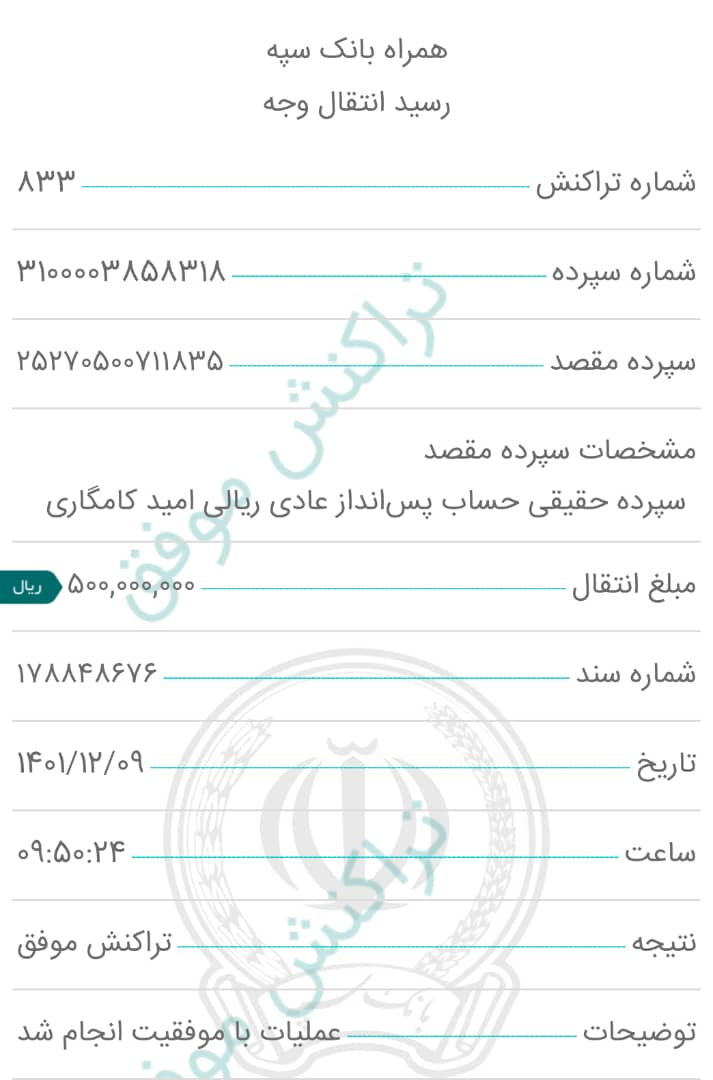 همراه بانک سپه
رسید انتقال وجه
شماره تراکنش ۸۳۳
شماره سپرده ۳۱۰۰۰۰۳۸۵۸۳۱۸
سپرده مقصد ۲۵۲۷۰۵۰۰۷۱۱۸۳۵
مشخصات سپرده مقصد
سپرده حقیقی حساب پس‌انداز عادی ریالی امید کامگاری
مبلغ انتقال ۵۰۰,۰۰۰,۰۰۰ ریال
شماره سند ۱۷۸۸۴۸۶۷۶
تاریخ ۱۴۰۱/۱۲/۰۹
ساعت ۰۹:۵۰:۲۴
نتیجه تراکنش موفق
توضیحات عملیات با موفقیت انجام شد
تراکنش موفق
تراکنش موفق
بانک سپه